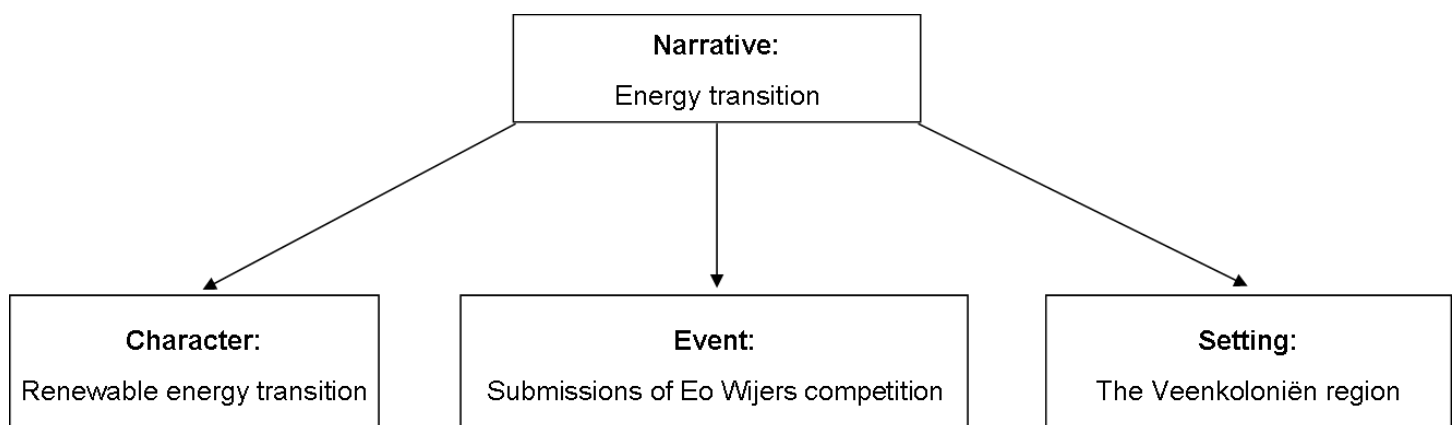 Narrative:
Energy transition
Character:
Renewable energy transition
Event:
Submissions of Eo Wijers competition
Setting:
The Veenkoloniën region